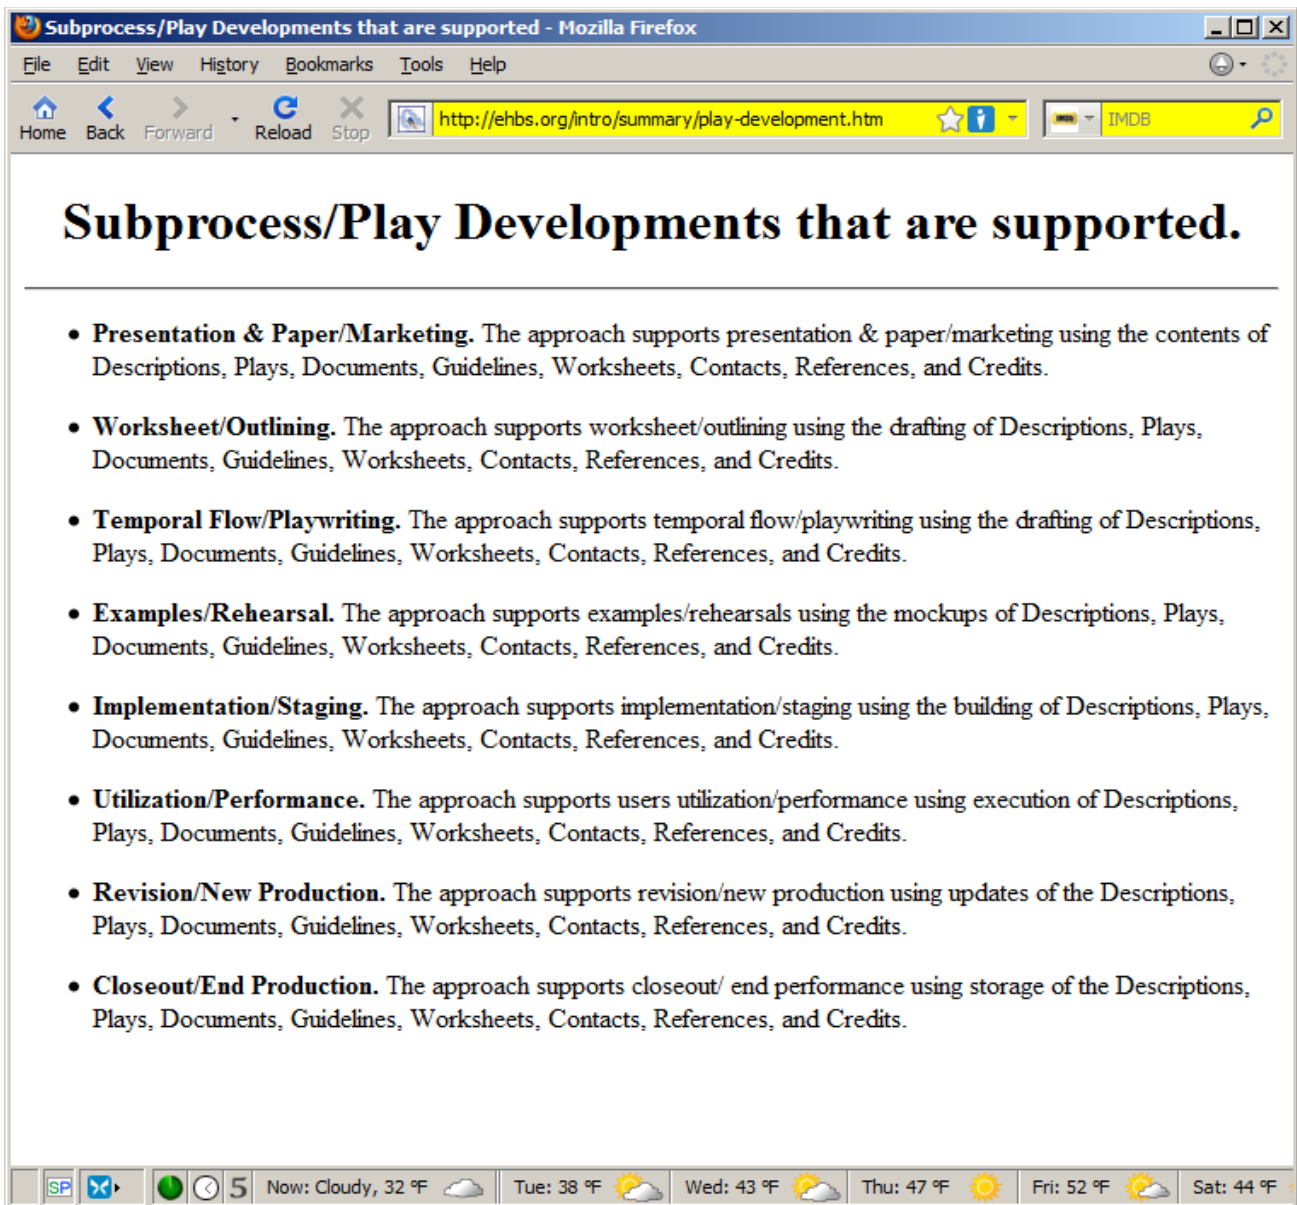 Subprocess/Play Developments that are supported - Mozilla Firefox
File Edit View History Bookmarks Tools Help
Home Back Forward Reload Stop http://ehbs.org/intro/summary/play-development.htm IMDB
Subprocess/Play Developments that are supported.
• Presentation & Paper/Marketing. The approach supports presentation & paper/marketing using the contents of
Descriptions, Plays, Documents, Guidelines, Worksheets, Contacts, References, and Credits.
• Worksheet/Outlining. The approach supports worksheet/outlining using the drafting of Descriptions, Plays,
Documents, Guidelines, Worksheets, Contacts, References, and Credits.
• Temporal Flow/Playwriting. The approach supports temporal flow/playwriting using the drafting of Descriptions,
Plays, Documents, Guidelines, Worksheets, Contacts, References, and Credits.
• Examples/Rehearsal. The approach supports examples/rehearsals using the mockups of Descriptions, Plays,
Documents, Guidelines, Worksheets, Contacts, References, and Credits.
• Implementation/Staging. The approach supports implementation/staging using the building of Descriptions, Plays,
Documents, Guidelines, Worksheets, Contacts, References, and Credits.
• Utilization/Performance. The approach supports users utilization/performance using execution of Descriptions,
Plays, Documents, Guidelines, Worksheets, Contacts, References, and Credits.
• Revision/New Production. The approach supports revision/new production using updates of the Descriptions,
Plays, Documents, Guidelines, Worksheets, Contacts, References, and Credits.
• Closeout/End Production. The approach supports closeout/ end performance using storage of the Descriptions,
Plays, Documents, Guidelines, Worksheets, Contacts, References, and Credits.
SP 5 Now: Cloudy, 32 °F Tue: 38 °F Wed: 43 °F Thu: 47 °F Fri: 52 °F Sat: 44 °F